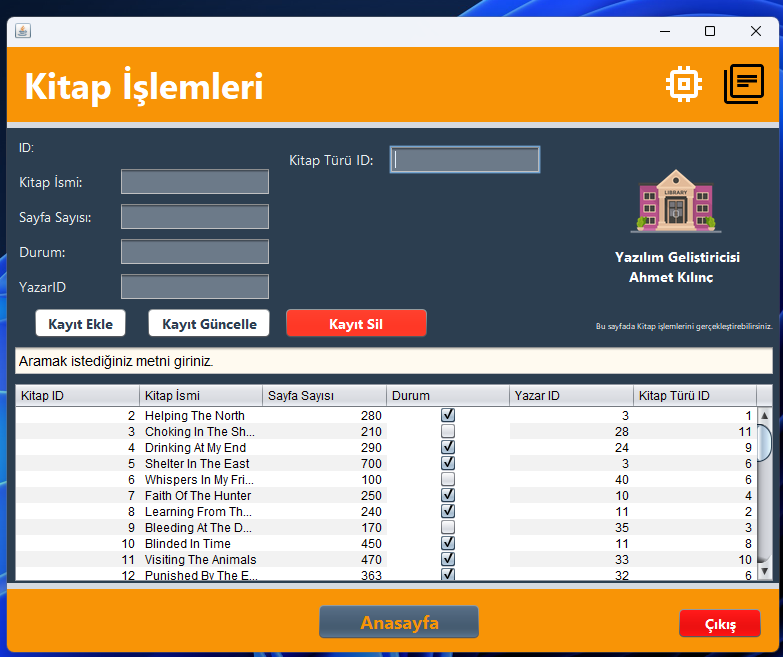 Kitap İşlemleri
ID:
Kitap Türü ID:
Kitap İsmi:
Sayfa Sayısı:
Durum:
YazarID
LIBRARY
Yazılım Geliştiricisi
Ahmet Kılınç
Kayıt Ekle Kayıt Güncelle Kayıt Sil
Bu sayfada Kitap işlemlerini gerçekleştirebilirsiniz.
Aramak istediğiniz metni giriniz.
Kitap ID Kitap İsmi Sayfa Sayısı Durum Yazar ID Kitap Türü ID
2 Helping The North 280 3 1
3 Choking In The Sh... 210 28 11
4 Drinking At My End 290 24 9
5 Shelter In The East 700 3 6
6 Whispers In My Fri... 100 40 6
7 Faith Of The Hunter 250 10 4
8 Learning From Th... 240 11 2
9 Bleeding At The D... 170 35 3
10 Blinded In Time 450 11 8
11 Visiting The Animals 470 33 10
12 Punished By The E... 363 32 6
Anasayfa
Çıkış